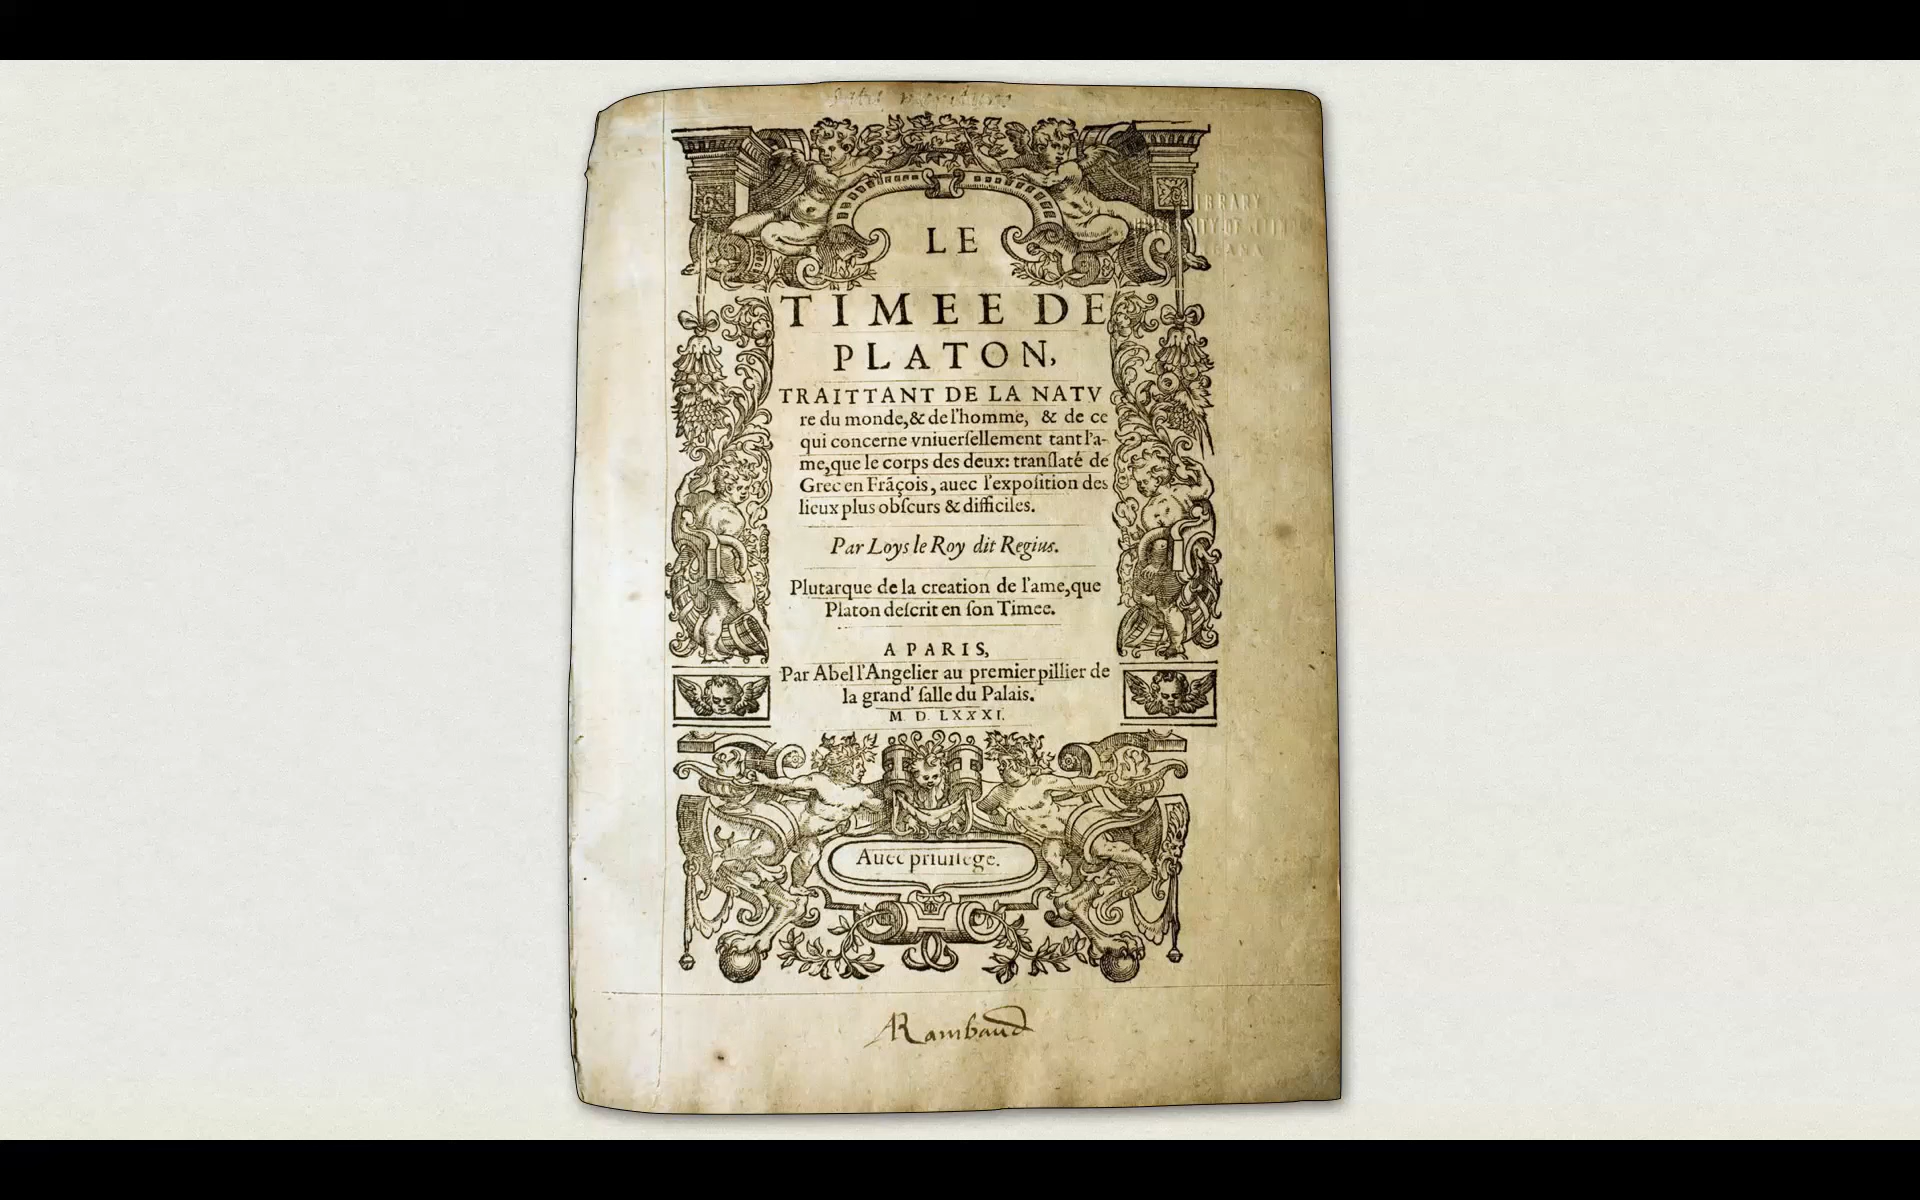 LE
TIMEE DE
PLATON,
TRAITTANT DE LA NATV
re du monde,& de l'homme, & de ce
qui concerne vniuerſellement tant l'a-
me,que le corps des deux: tranſlaté de
Grec en Frãçois, auec l'expoſition des
lieux plus obſcurs & difficiles.
Par Loys le Roy dit Regius.
Plutarque de la creation de l'ame,que
Platon deſcrit en ſon Timee.
A PARIS,
Par Abel l'Angelier au premier pillier de
la grand' ſalle du Palais.
M. D. LXXXI.
Auec priuilege.
Rambaud
LIBRARY